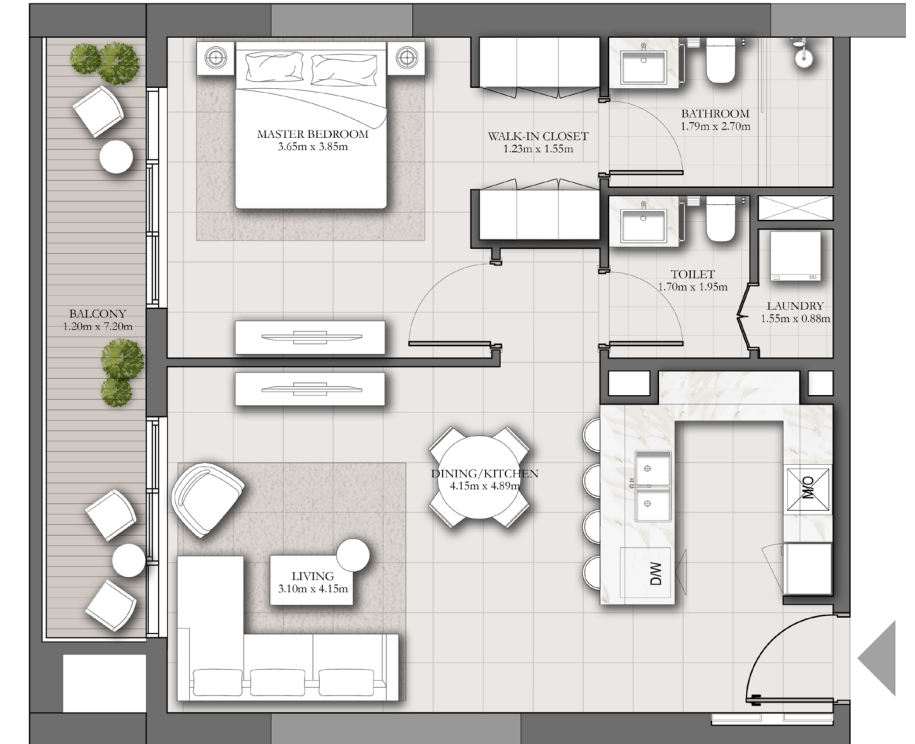 MASTER BEDROOM
3.65m x 3.85m
WALK-IN CLOSET
1.23m x 1.55m
BATHROOM
1.79m x 2.70m
TOILET
1.70m x 1.95m
LAUNDRY
1.55m x 0.88m
BALCONY
1.20m x 7.20m
DINING/KITCHEN
4.15m x 4.89m
M/O
LIVING
3.10m x 4.15m
D/W